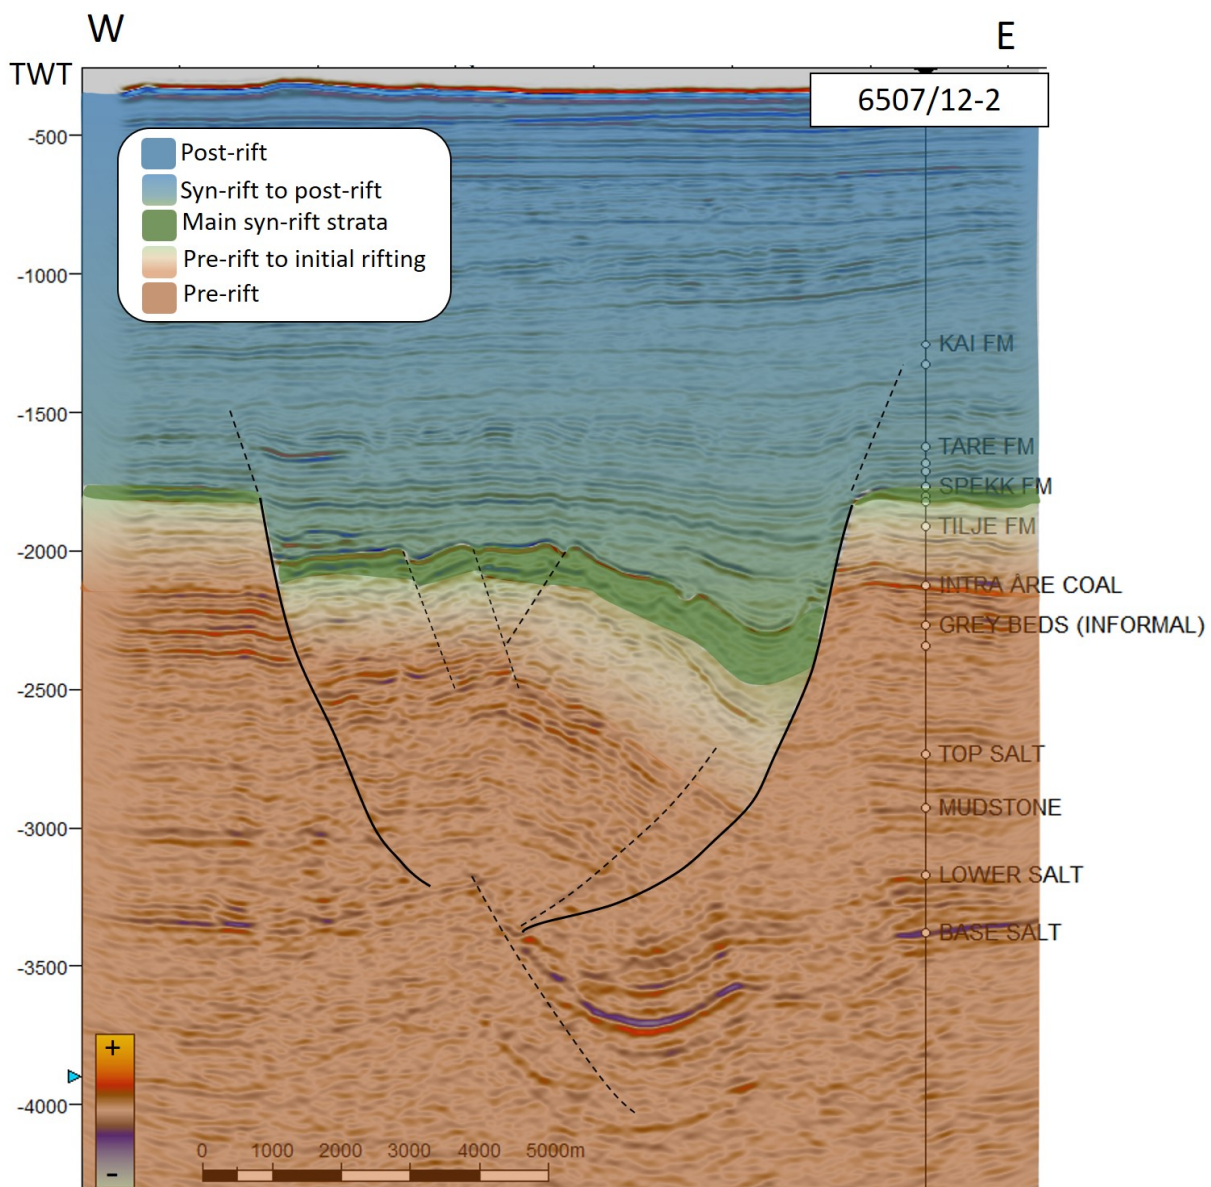 W
E
TWT
6507/12-2
-500
Post-rift
Syn-rift to post-rift
Main syn-rift strata
Pre-rift to initial rifting
Pre-rift
-1000
KAI FM
-1500
TARE FM
SPEKK FM
TILJE FM
-2000
INTRA ÅRE COAL
GREY BEDS (INFORMAL)
-2500
TOP SALT
MUDSTONE
-3000
LOWER SALT
BASE SALT
-3500
+
-4000
0 1000 2000 3000 4000 5000m
-